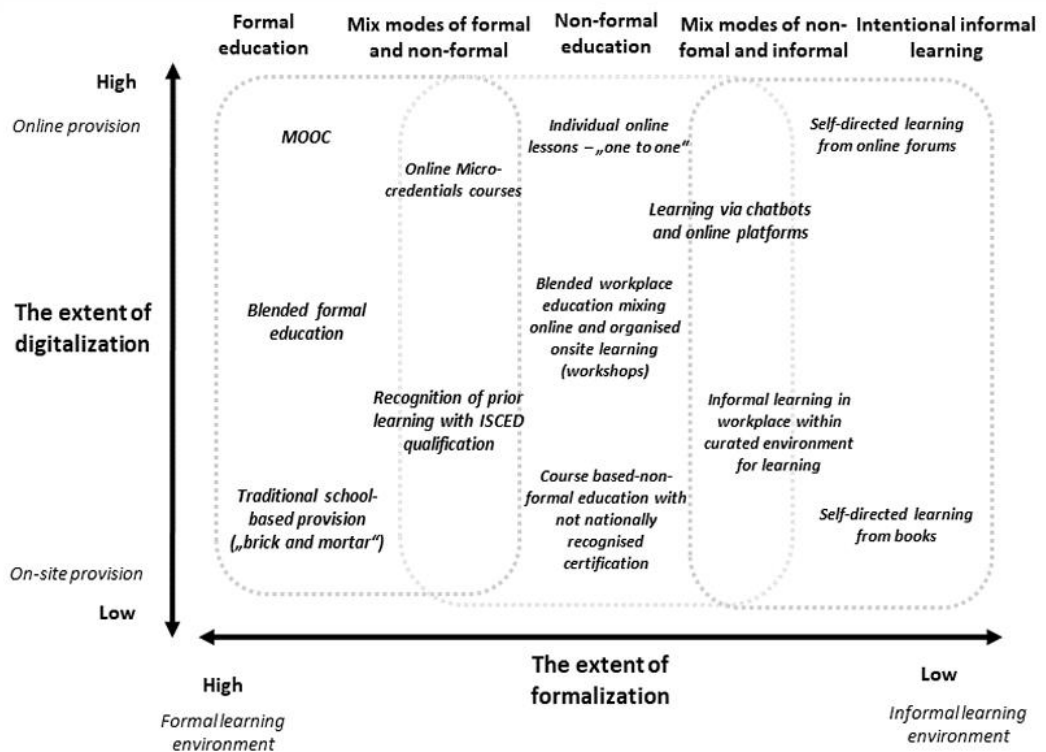 Formal
education
Mix modes of formal
and non-formal
Non-formal
education
Mix modes of non-
fomal and informal
Intentional informal
learning
High
Online provision
MOOC
Individual online
lessons – „one to one“
Self-directed learning
from online forums
Online Micro-
credentials courses
Learning via chatbots
and online platforms
The extent of
digitalization
Blended formal
education
Blended workplace
education mixing
online and organised
onsite learning
(workshops)
Recognition of prior
learning with ISCED
qualification
Informal learning in
workplace within
curated environment
for learning
Traditional school-
based provision
(„brick and mortar“)
Course based-non-
formal education with
not nationally
recognised
certification
Self-directed learning
from books
On-site provision
Low
The extent of
formalization
High
Formal learning
environment
Low
Informal learning
environment